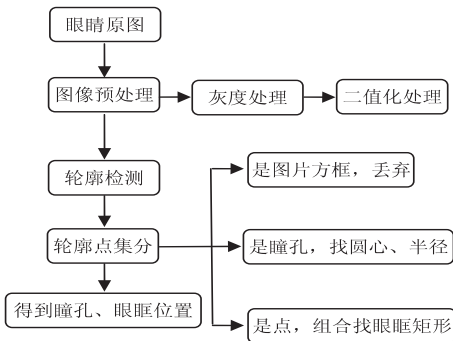 眼睛原图
图像预处理
灰度处理
二值化处理
轮廓检测
是图片方框，丢弃
轮廓点集分
是瞳孔，找圆心、半径
得到瞳孔、眼眶位置
是点，组合找眼眶矩形